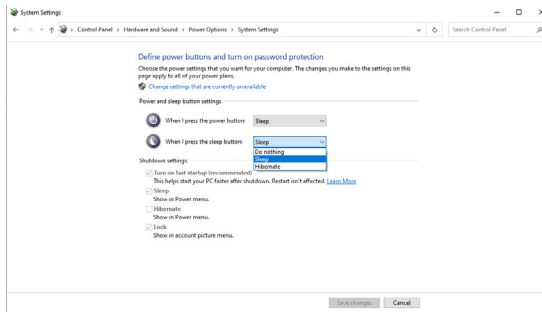 System Settings
Control Panel > Hardware and Sound > Power Options > System Settings
Search Control Panel
Define power buttons and turn on password protection
Choose the power settings that you want for your computer. The changes you make to the settings on this
page apply to all of your power plans.
Change settings that are currently unavailable
Power and sleep button settings
When I press the power button: Sleep
When I press the sleep button: Sleep
Do nothing
Sleep
Hibernate
Shutdown settings
Turn on fast startup (recommended)
This helps start your PC faster after shutdown. Restart isn't affected. Learn More
Sleep
Show in Power menu.
Hibernate
Show in Power menu.
Lock
Show in account picture menu.
Save changes Cancel